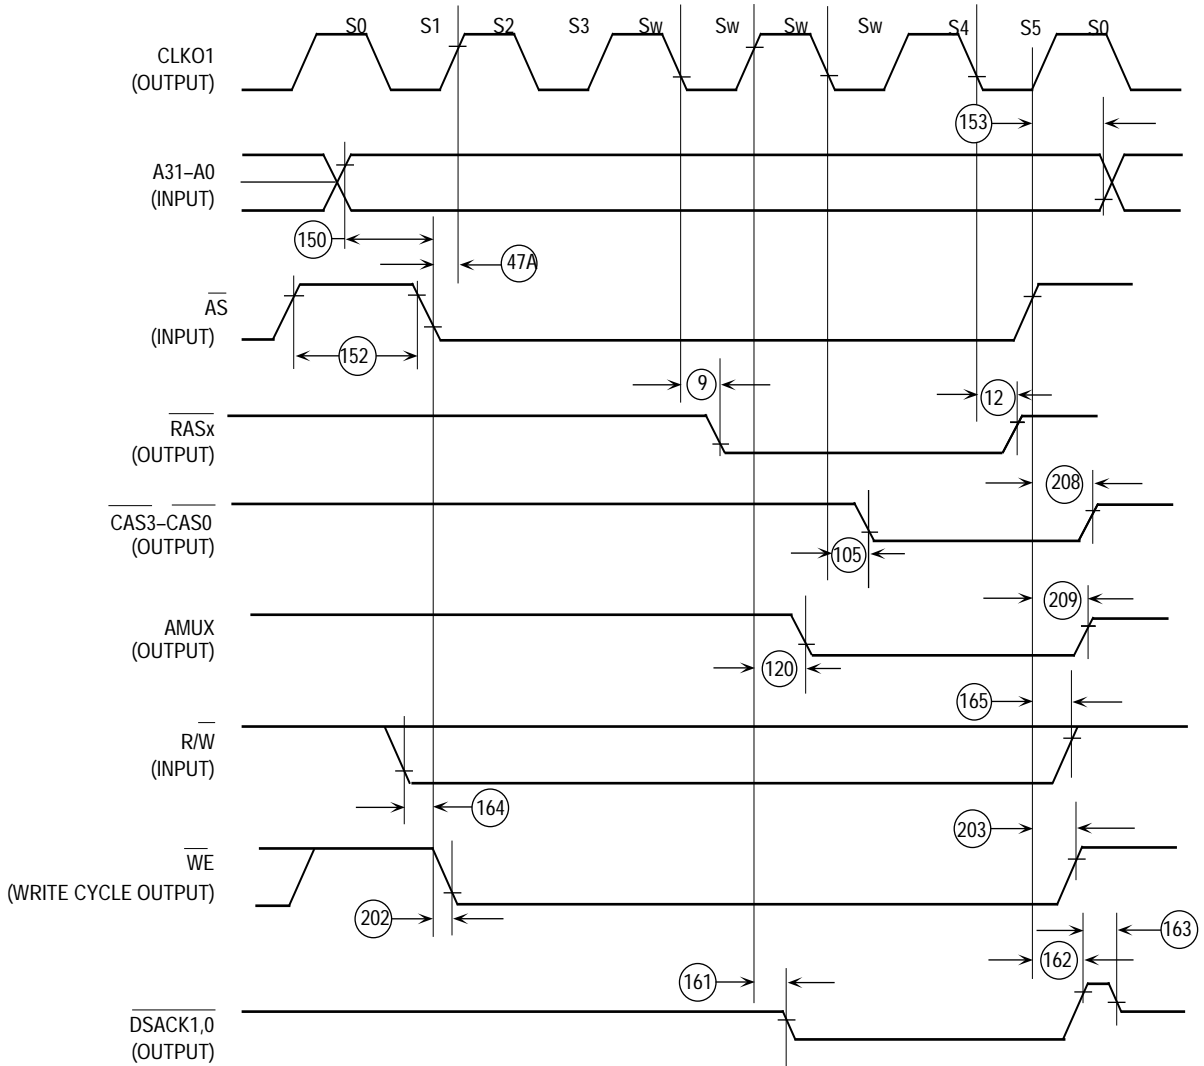 S0 S1 S2 S3 Sw Sw Sw Sw S4 S5 S0
CLKO1
(OUTPUT)
153
A31–A0
(INPUT)
150
47A
AS
(INPUT)
152
9
12
RASx
(OUTPUT)
208
CAS3–CAS0
(OUTPUT)
105
209
AMUX
(OUTPUT)
120
165
R/W
(INPUT)
164
203
WE
(WRITE CYCLE OUTPUT)
202
163
162
161
DSACK1,0
(OUTPUT)